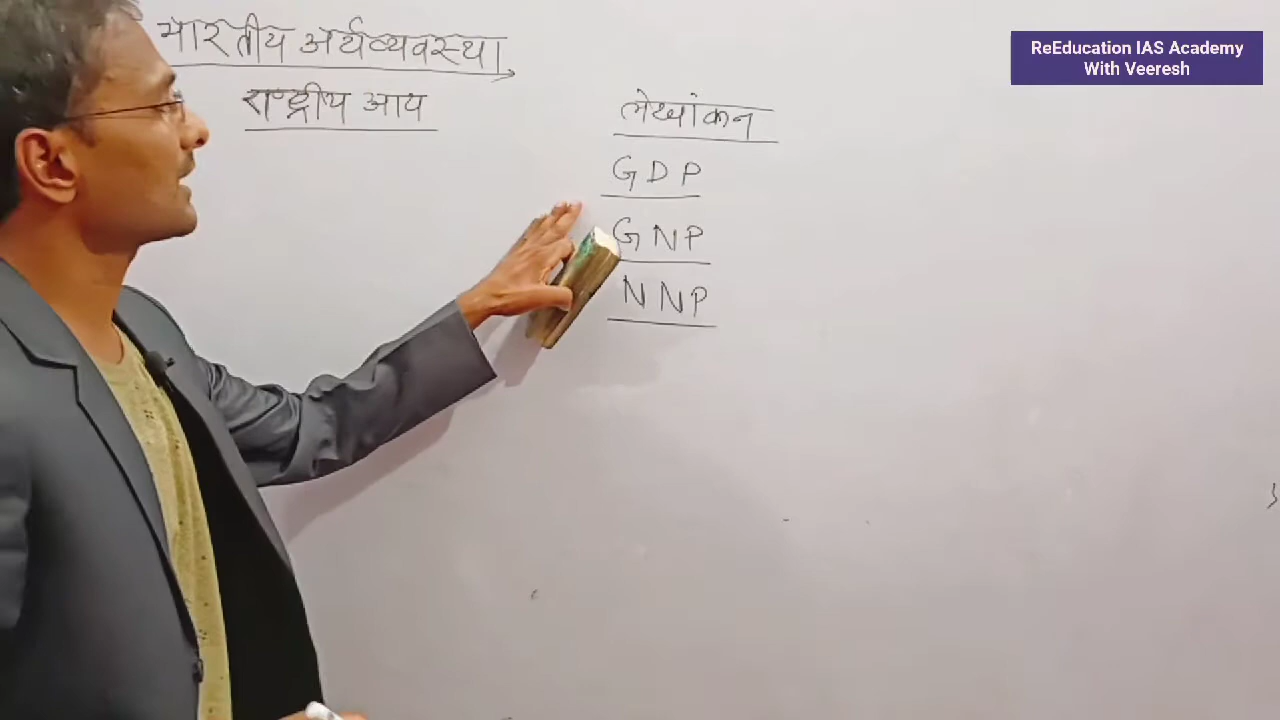 भारतीय अर्थव्यवस्था
राष्ट्रीय आय
लेखांकन
GDP
GNP
NNP
ReEducation IAS Academy
With Veeresh